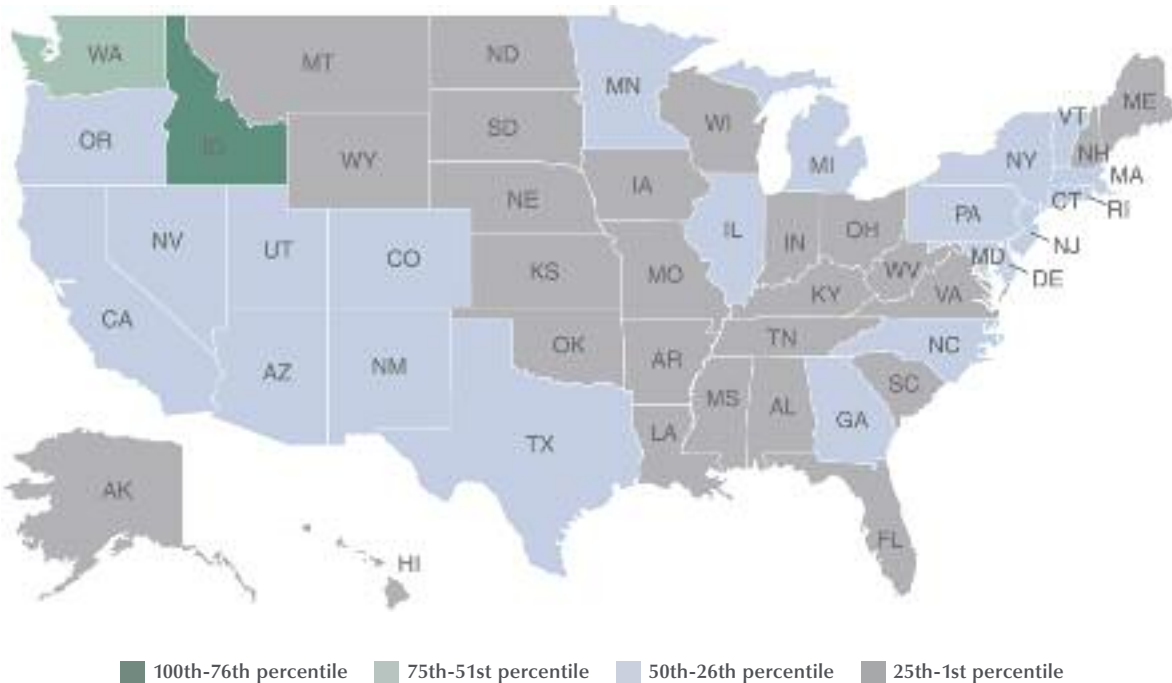 WA
MT
ND
MN
VT
ME
OR
ID
SD
WI
NH
NY
MA
WY
MI
CT
RI
IA
NE
PA
NV
UT
IL
IN
OH
NJ
CO
MD
DE
KS
MO
WV
VA
KY
CA
TN
NC
OK
AZ
NM
AR
SC
MS
AL
GA
LA
TX
AK
FL
HI
100th-76th percentile
75th-51st percentile
50th-26th percentile
25th-1st percentile